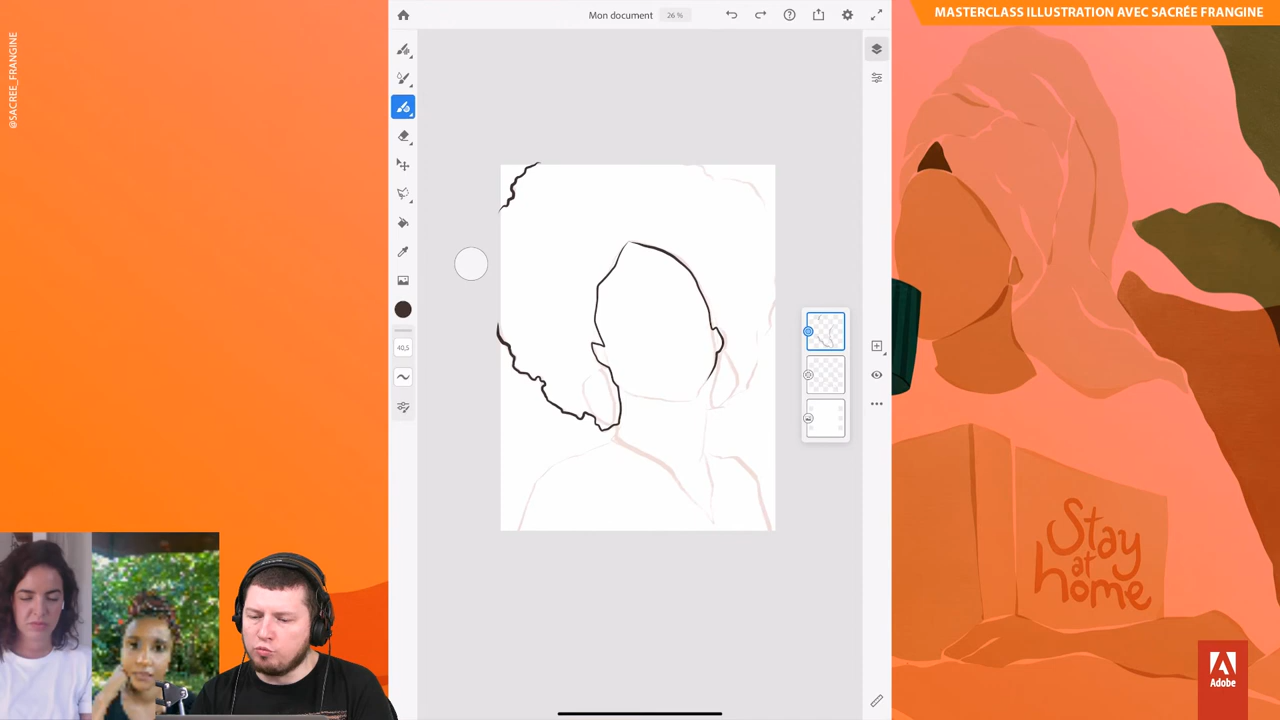 @SACREE_FRANGINE
Mon document
26 %
MASTERCLASS ILLUSTRATION AVEC SACRÉE FRANGINE
40,5
Stay
at
home
Adobe